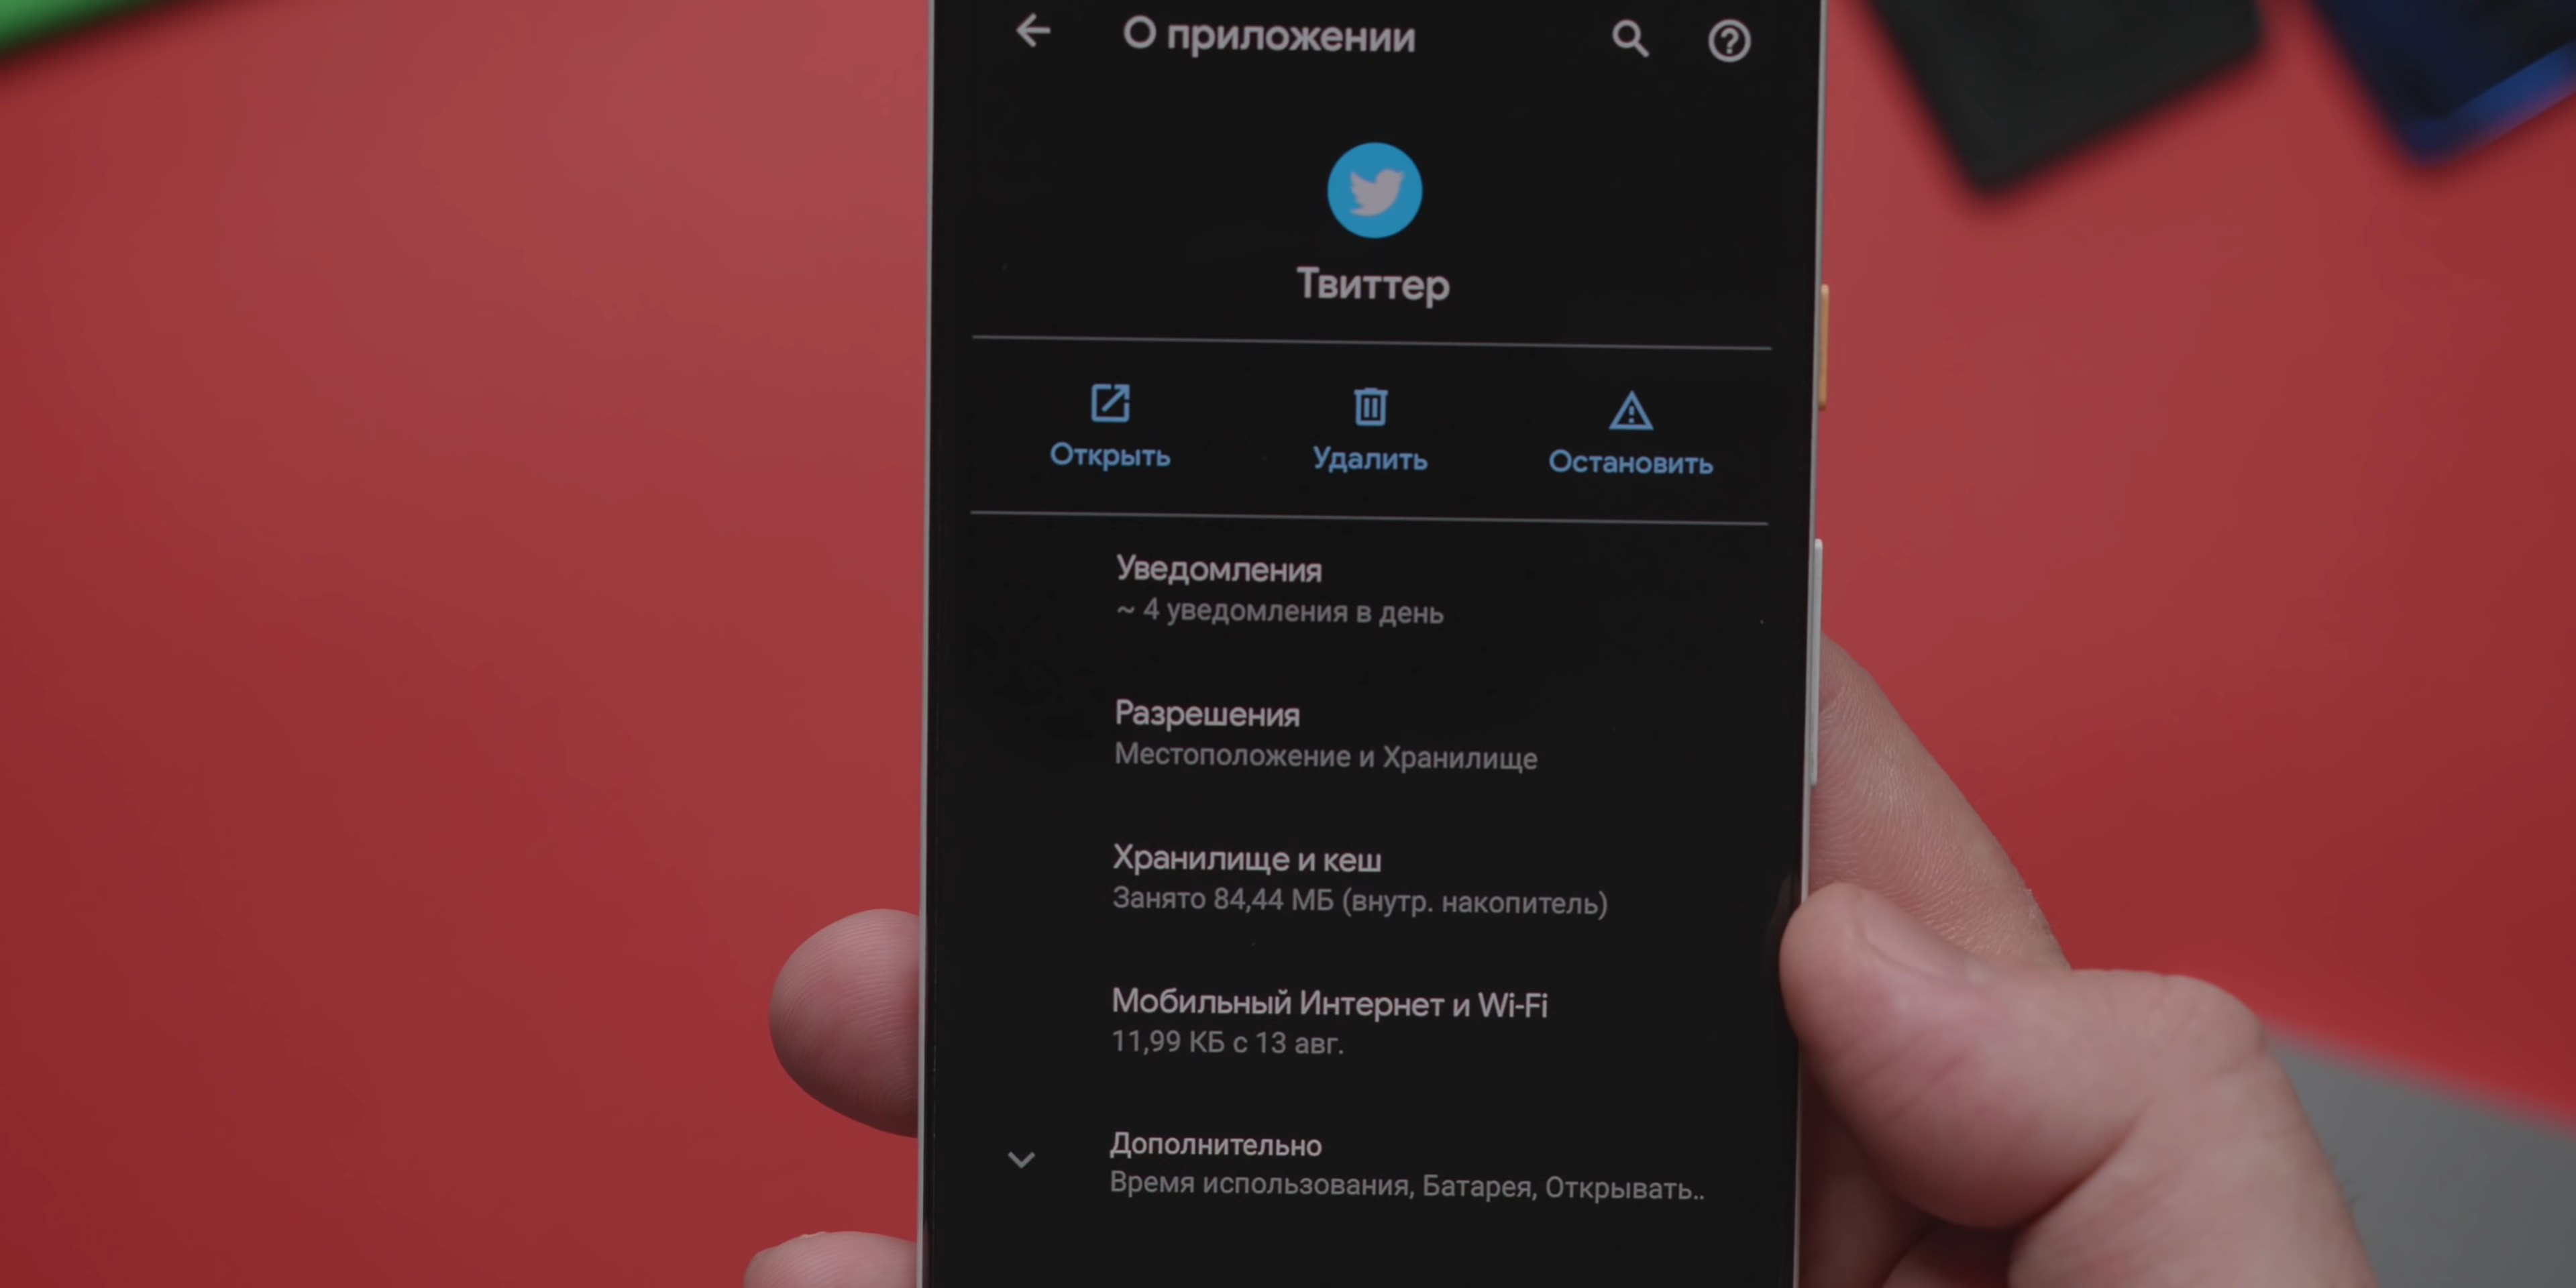 О приложении
Твиттер
Открыть
Удалить
Остановить
Уведомления
~ 4 уведомления в день
Разрешения
Местоположение и Хранилище
Хранилище и кеш
Занято 84,44 МБ (внутр. накопитель)
Мобильный Интернет и Wi-Fi
11,99 КБ с 13 авг.
Дополнительно
Время использования, Батарея, Открывать..